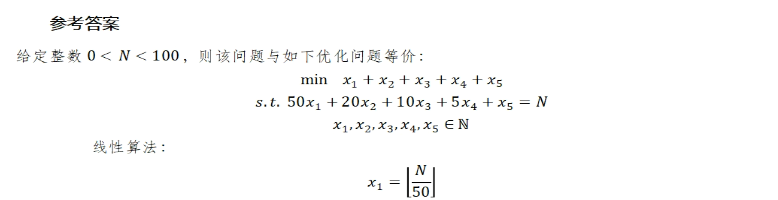 参考答案
给定整数 0 < N < 100，则该问题与如下优化问题等价：
min x₁ + x₂ + x₃ + x₄ + x₅
s.t. 50x₁ + 20x₂ + 10x₃ + 5x₄ + x₅ = N
x₁, x₂, x₃, x₄, x₅ ∈ ℕ
线性算法：
x₁ = ⌊N/50⌋